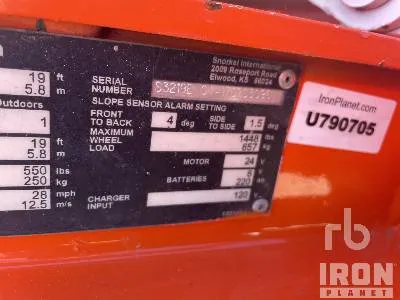 Snorkel International
2009 Roseport Road
Elwood, KS 66024
19 ft
5.8 m
SERIAL
NUMBER
SLOPE SENSOR ALARM SETTING
Outdoors
1
FRONT
TO BACK 4 deg
SIDE
TO SIDE 1.5 deg
19 ft
5.8 m
MAXIMUM
WHEEL
LOAD
1448 lbs
657 kg
550 lbs
250 kg
MOTOR 24 V
BATTERIES 6 V
220 ah
28 mph
12.5 m/s
CHARGER
INPUT 120 V
IronPlanet.com
U790705
rb
IRON
PLANET